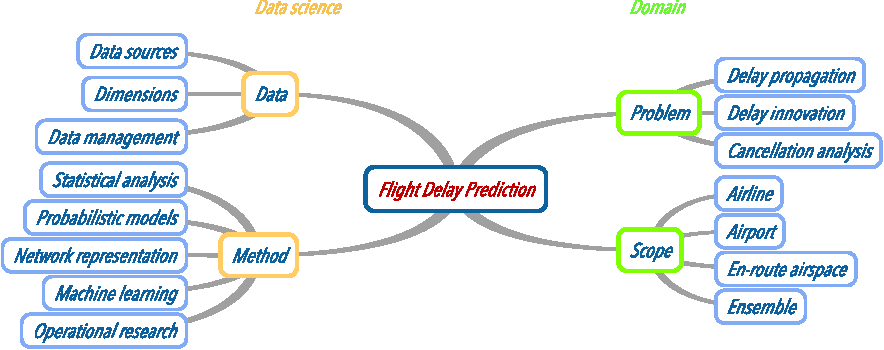 Data science
Domain
Data sources
Dimensions
Data management
Data
Statistical analysis
Probabilistic models
Network representation
Machine learning
Operational research
Method
Flight Delay Prediction
Problem
Delay propagation
Delay innovation
Cancellation analysis
Scope
Airline
Airport
En-route airspace
Ensemble